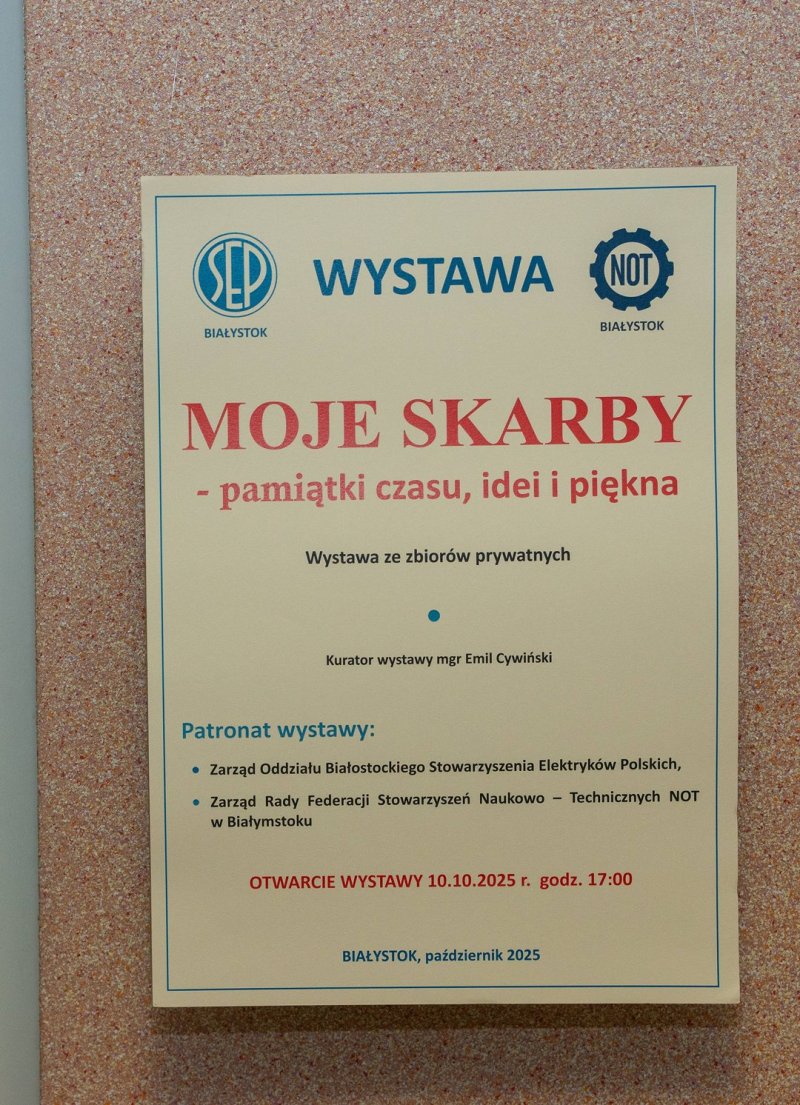 SEP
BIAŁYSTOK
WYSTAWA
NOT
BIAŁYSTOK
MOJE SKARBY
- pamiątki czasu, idei i piękna
Wystawa ze zbiorów prywatnych
Kurator wystawy mgr Emil Cywiński
Patronat wystawy:
• Zarząd Oddziału Białostockiego Stowarzyszenia Elektryków Polskich,
• Zarząd Rady Federacji Stowarzyszeń Naukowo – Technicznych NOT
w Białymstoku
OTWARCIE WYSTAWY 10.10.2025 r. godz. 17:00
BIAŁYSTOK, październik 2025